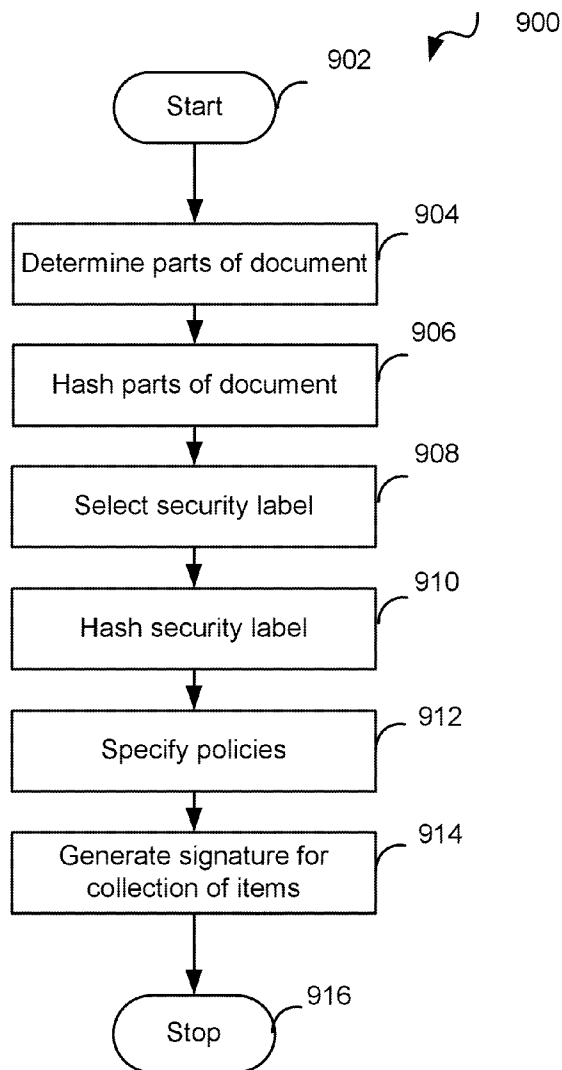 900
902
Start
904
Determine parts of document
906
Hash parts of document
908
Select security label
910
Hash security label
912
Specify policies
914
Generate signature for
collection of items
916
Stop